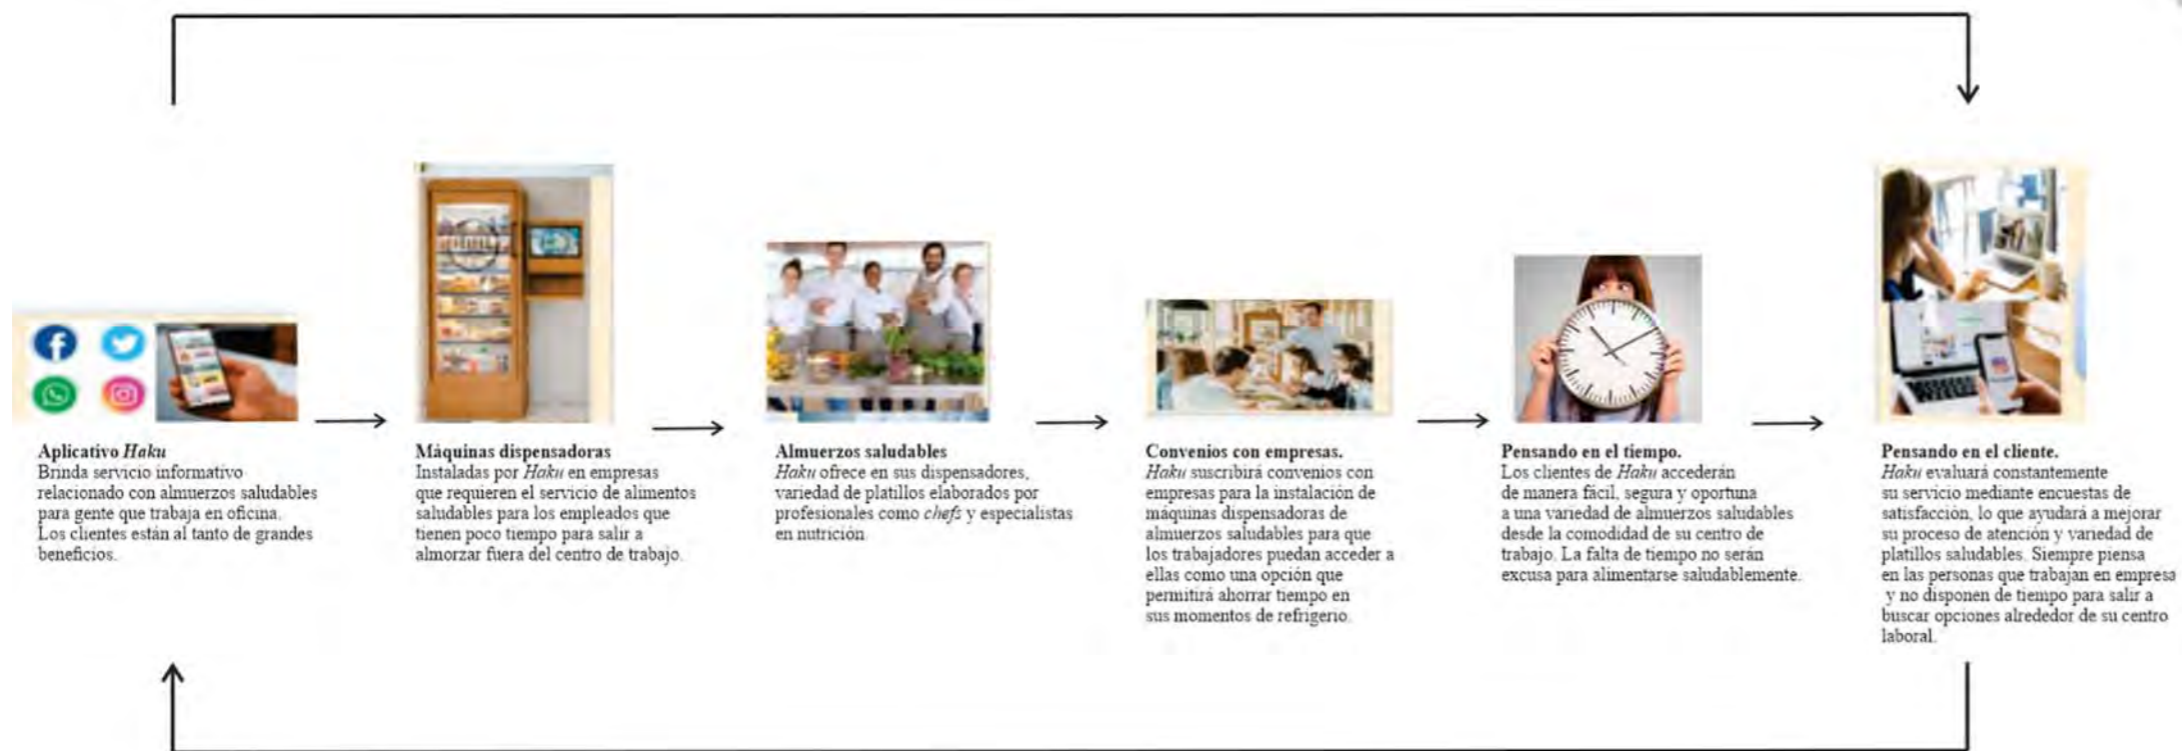 Aplicativo Haku
Brinda servicio informativo
relacionado con almuerzos saludables
para gente que trabaja en oficina.
Los clientes están al tanto de grandes
beneficios.
Máquinas dispensadoras
Instaladas por Haku en empresas
que requieren el servicio de alimentos
saludables para los empleados que
tienen poco tiempo para salir a
almorzar fuera del centro de trabajo.
Almuerzos saludables
Haku ofrece en sus dispensadores,
variedad de platillos elaborados por
profesionales como chefs y especialistas
en nutrición.
Convenios con empresas.
Haku suscribirá convenios con
empresas para la instalación de
máquinas dispensadoras de
almuerzos saludables para que
los trabajadores puedan acceder a
ellas como una opción que
permitirá ahorrar tiempo en
sus momentos de refrigerio.
Pensando en el tiempo.
Los clientes de Haku accederán
de manera fácil, segura y oportuna
a una variedad de almuerzos saludables
desde la comodidad de su centro de
trabajo. La falta de tiempo no serán
excusa para alimentarse saludablemente.
Pensando en el cliente.
Haku evaluará constantemente
su servicio mediante encuestas de
satisfacción, lo que ayudará a mejorar
su proceso de atención y variedad de
platillos saludables. Siempre piensa
en las personas que trabajan en empresa
y no disponen de tiempo para salir a
buscar opciones alrededor de su centro
laboral.